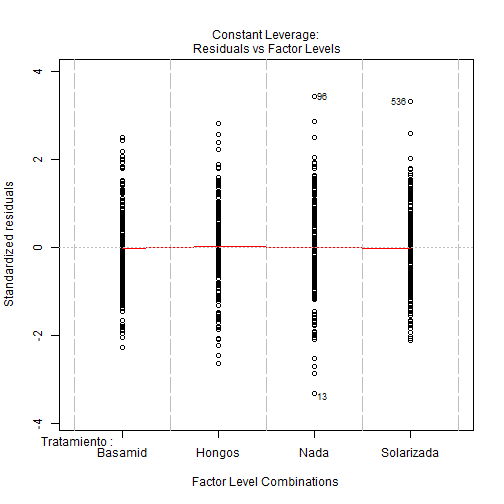 Constant Leverage:
Residuals vs Factor Levels
4
2
0
-2
-4
Standardized residuals
96
536
13
Tratamiento :
Basamid Hongos Nada Solarizada
Factor Level Combinations